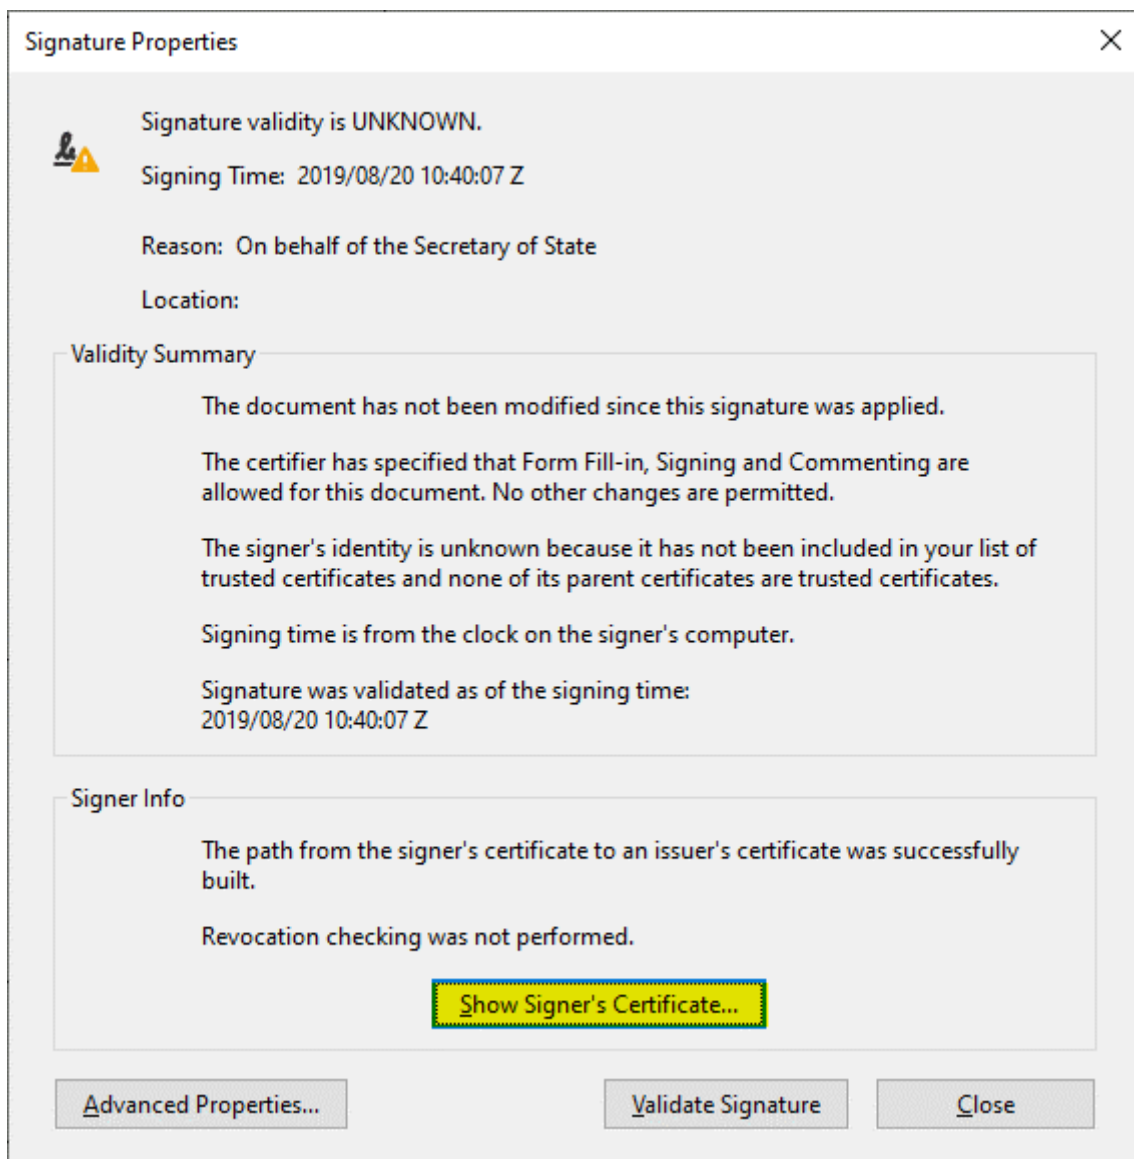 Signature Properties
Signature validity is UNKNOWN.
Signing Time: 2019/08/20 10:40:07 Z
Reason: On behalf of the Secretary of State
Location:
Validity Summary
The document has not been modified since this signature was applied.
The certifier has specified that Form Fill-in, Signing and Commenting are
allowed for this document. No other changes are permitted.
The signer's identity is unknown because it has not been included in your list of
trusted certificates and none of its parent certificates are trusted certificates.
Signing time is from the clock on the signer's computer.
Signature was validated as of the signing time:
2019/08/20 10:40:07 Z
Signer Info
The path from the signer's certificate to an issuer's certificate was successfully
built.
Revocation checking was not performed.
Show Signer's Certificate...
Advanced Properties...
Validate Signature
Close